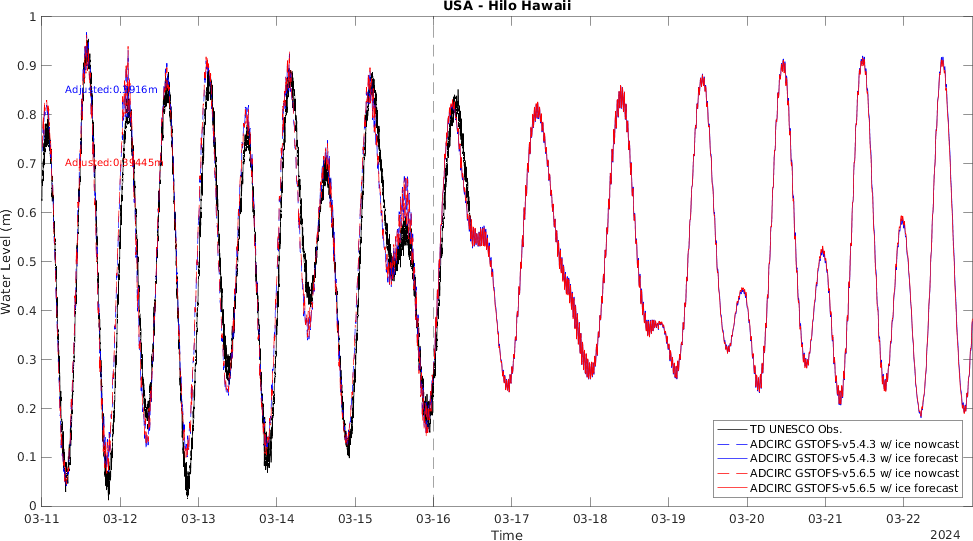 USA - Hilo Hawaii
1
0.9
0.8
0.7
0.6
0.5
0.4
0.3
0.2
0.1
0
Water Level (m)
Adjusted:0.3916m
Adjusted:0.39445m
03-11 03-12 03-13 03-14 03-15 03-16 03-17 03-18 03-19 03-20 03-21 03-22
2024
Time
TD UNESCO Obs.
ADCIRC GSTOFS-v5.4.3 w/ ice nowcast
ADCIRC GSTOFS-v5.4.3 w/ ice forecast
ADCIRC GSTOFS-v5.6.5 w/ ice nowcast
ADCIRC GSTOFS-v5.6.5 w/ ice forecast